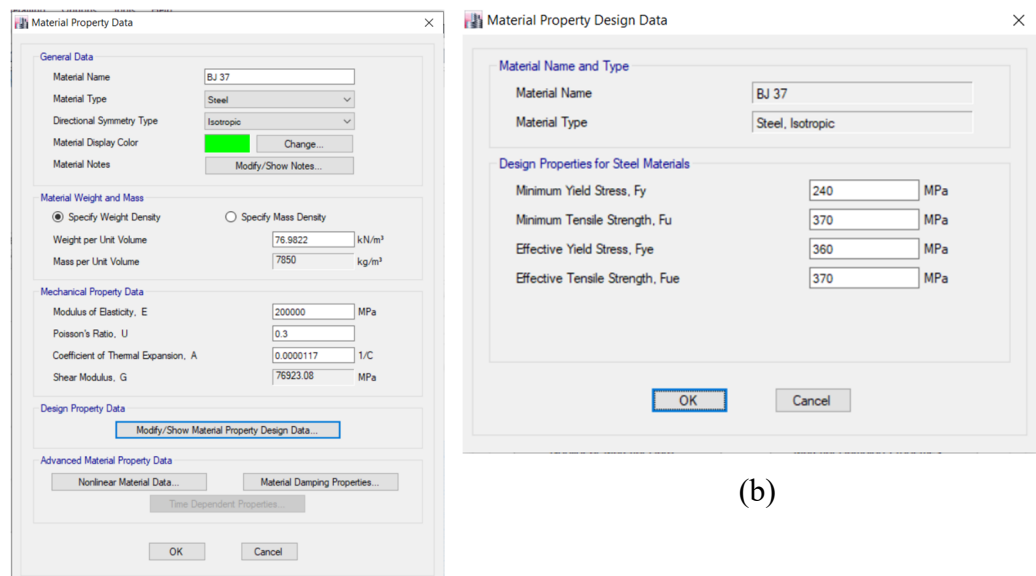 Material Property Data
General Data
Material Name BJ 37
Material Type Steel
Directional Symmetry Type Isotropic
Material Display Color Change...
Material Notes Modify/Show Notes...
Material Weight and Mass
Specify Weight Density Specify Mass Density
Weight per Unit Volume 76.9822 kN/m³
Mass per Unit Volume 7850 kg/m³
Mechanical Property Data
Modulus of Elasticity, E 200000 MPa
Poisson's Ratio, U 0.3
Coefficient of Thermal Expansion, A 0.0000117 1/C
Shear Modulus, G 76923.08 MPa
Design Property Data
Modify/Show Material Property Design Data...
Advanced Material Property Data
Nonlinear Material Data... Material Damping Properties...
Time Dependent Properties...
OK Cancel
Material Property Design Data
Material Name and Type
Material Name BJ 37
Material Type Steel, Isotropic
Design Properties for Steel Materials
Minimum Yield Stress, Fy 240 MPa
Minimum Tensile Strength, Fu 370 MPa
Effective Yield Stress, Fye 360 MPa
Effective Tensile Strength, Fue 370 MPa
OK Cancel
(b)